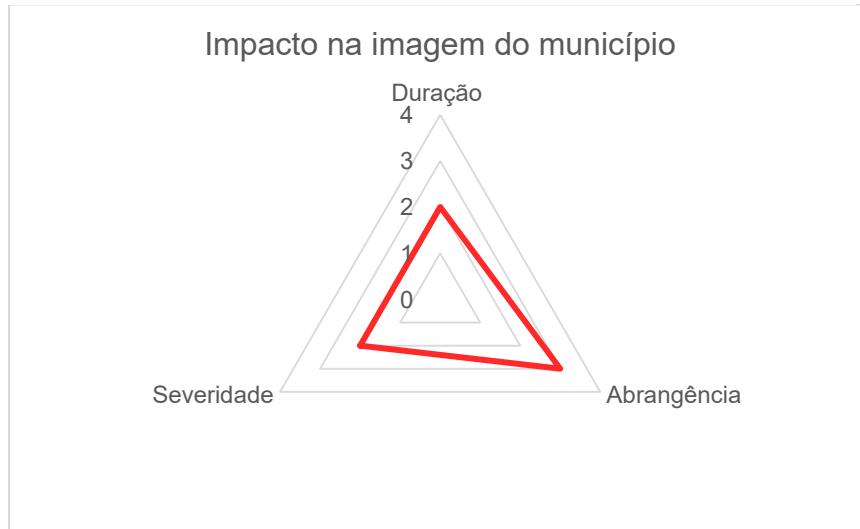 Impacto na imagem do município
Duração
4
3
2
1
0
Severidade
Abrangência